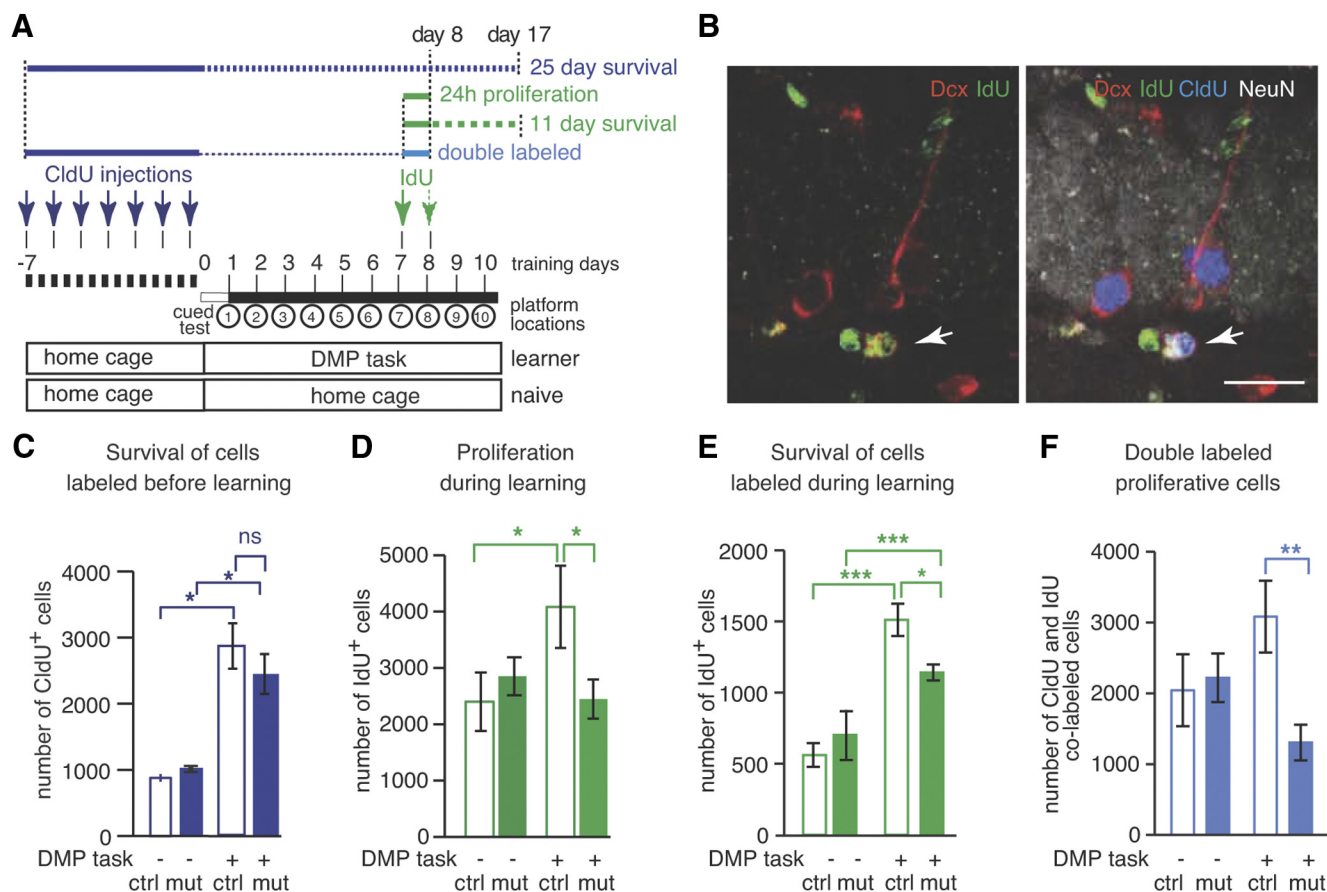 A
day 8 day 17
25 day survival
24h proliferation
11 day survival
double labeled
CldU injections
IdU
-7 0 1 2 3 4 5 6 7 8 9 10 training days
cued test
1 2 3 4 5 6 7 8 9 10
platform locations
home cage DMP task learner
home cage home cage naive
B
Dcx IdU
Dcx IdU CldU NeuN
C
Survival of cells
labeled before learning
ns
*
*
number of CldU+ cells
4000
3000
2000
1000
0
DMP task - - + +
ctrl mut ctrl mut
D
Proliferation
during learning
* *
number of IdU+ cells
5000
4000
3000
2000
1000
0
DMP task - - + +
ctrl mut ctrl mut
E
Survival of cells
labeled during learning
***
*** *
number of IdU+ cells
2000
1500
1000
500
0
DMP task - - + +
ctrl mut ctrl mut
F
Double labeled
proliferative cells
**
number of CldU and IdU
co-labeled cells
4000
3000
2000
1000
0
DMP task - - + +
ctrl mut ctrl mut